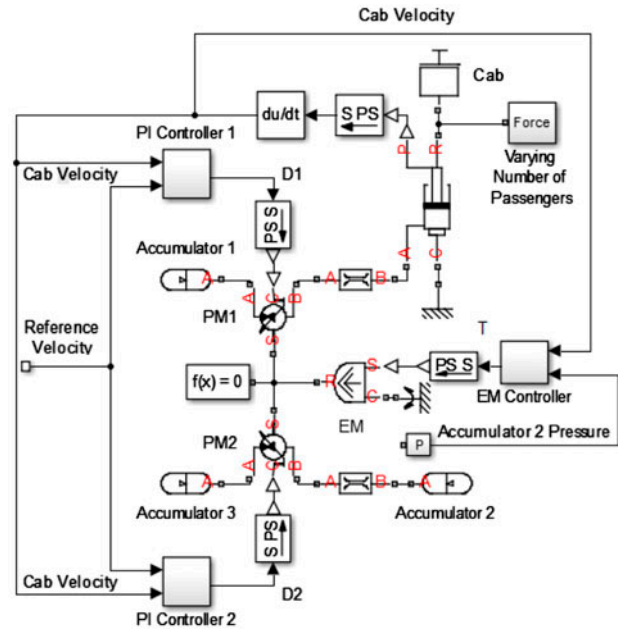 Cab Velocity
Cab
du/dt
S PS
PI Controller 1
P
R
Force
Varying
Number of
Passengers
Cab Velocity
D1
PS S
A
C
Accumulator 1
A
A
C
B
A
B
PM1
S
Reference
Velocity
T
f(x) = 0
R
S
PS S
C
EM Controller
EM
S
PM2
P
Accumulator 2 Pressure
A
A
C
B
A
B
A
Accumulator 3
Accumulator 2
S PS
Cab Velocity
D2
PI Controller 2